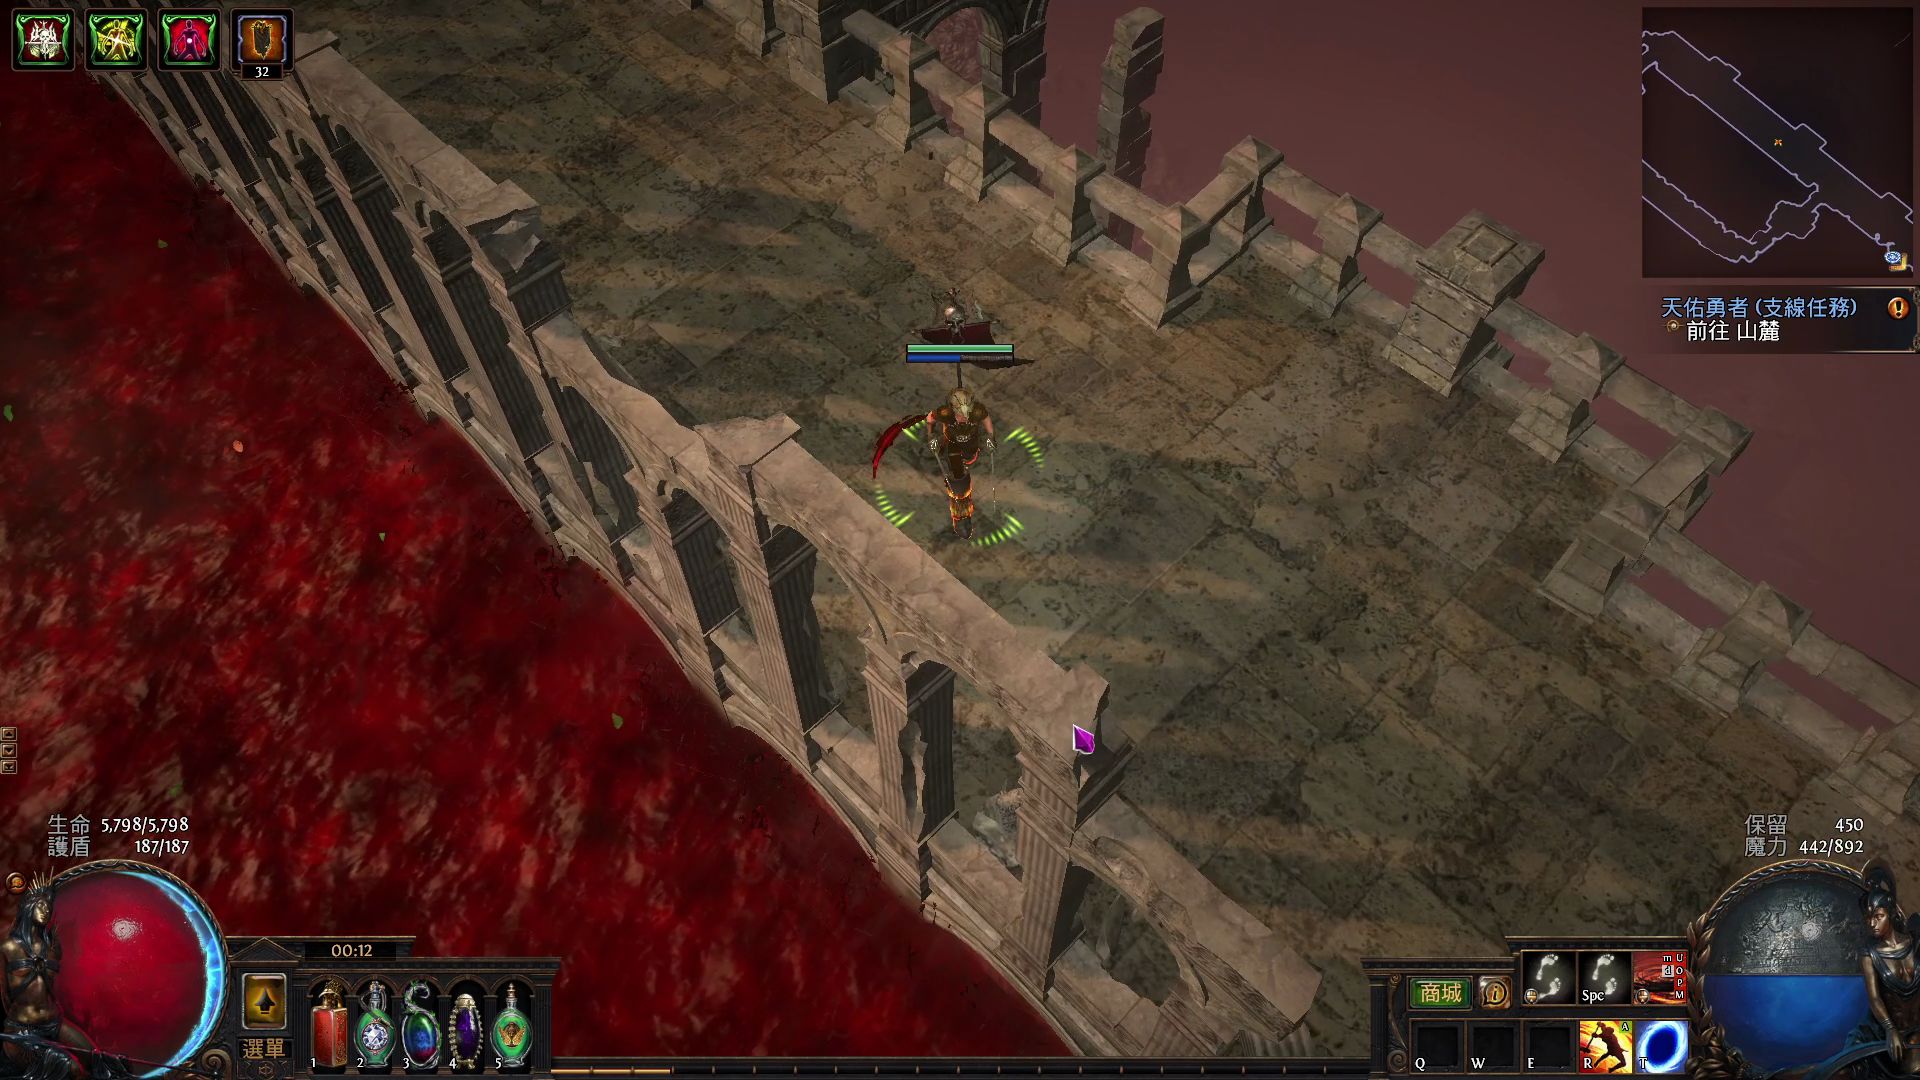 32
天佑勇者 (支線任務)
前往 山麓
生命 5,798/5,798
護盾 187/187
保留 450
魔力 442/892
00:12
選單
1
2
3
4
5
商城
Spc
m U
d O
P
M
Q
W
E
R
A
T